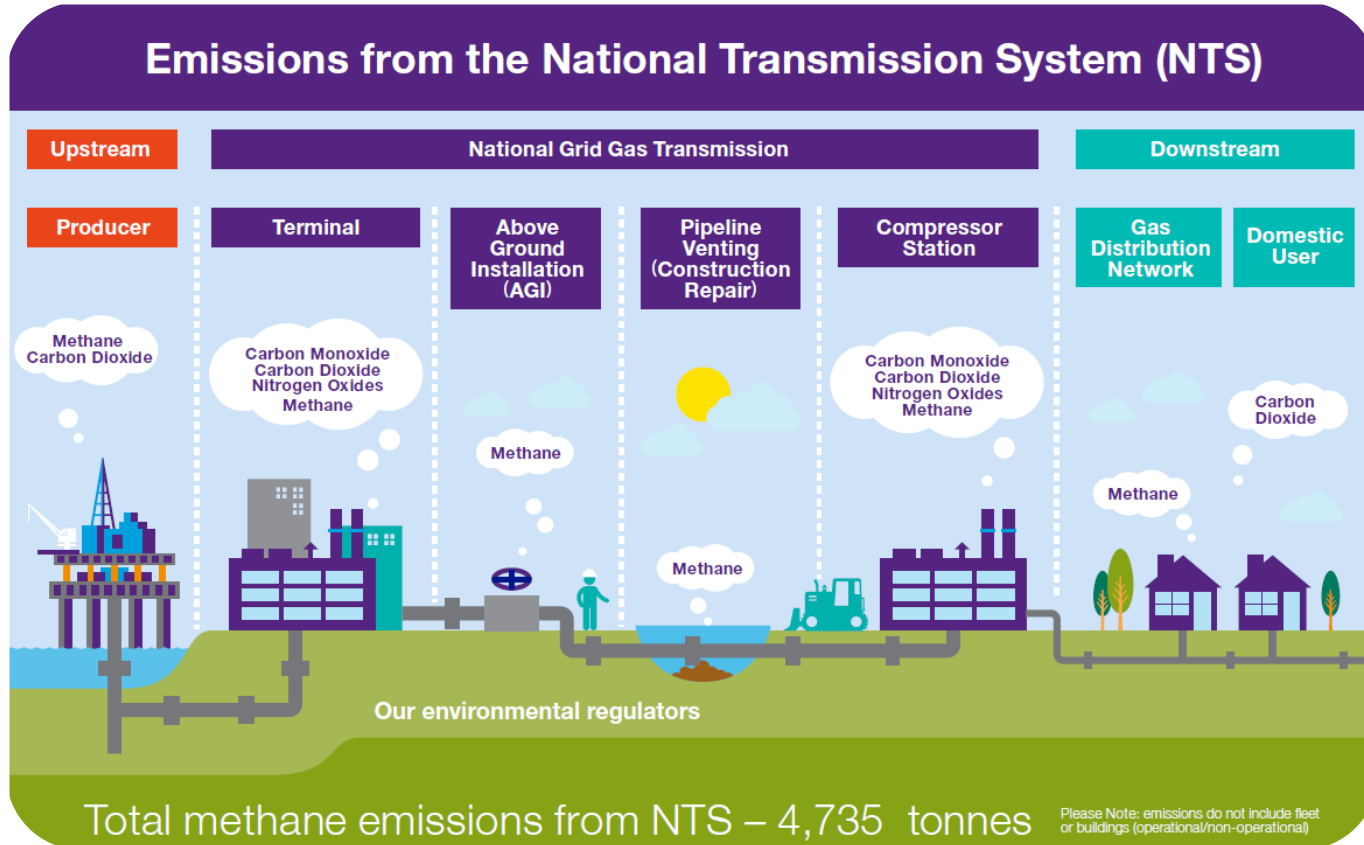 Emissions from the National Transmission System (NTS)
Upstream
National Grid Gas Transmission
Downstream
Producer
Terminal
Above
Ground
Installation
(AGI)
Pipeline
Venting
(Construction
Repair)
Compressor
Station
Gas
Distribution
Network
Domestic
User
Methane
Carbon Dioxide
Carbon Monoxide
Carbon Dioxide
Nitrogen Oxides
Methane
Methane
Methane
Carbon Monoxide
Carbon Dioxide
Nitrogen Oxides
Methane
Methane
Carbon
Dioxide
Our environmental regulators
Total methane emissions from NTS – 4,735 tonnes
Please Note: emissions do not include fleet
or buildings (operational/non-operational)